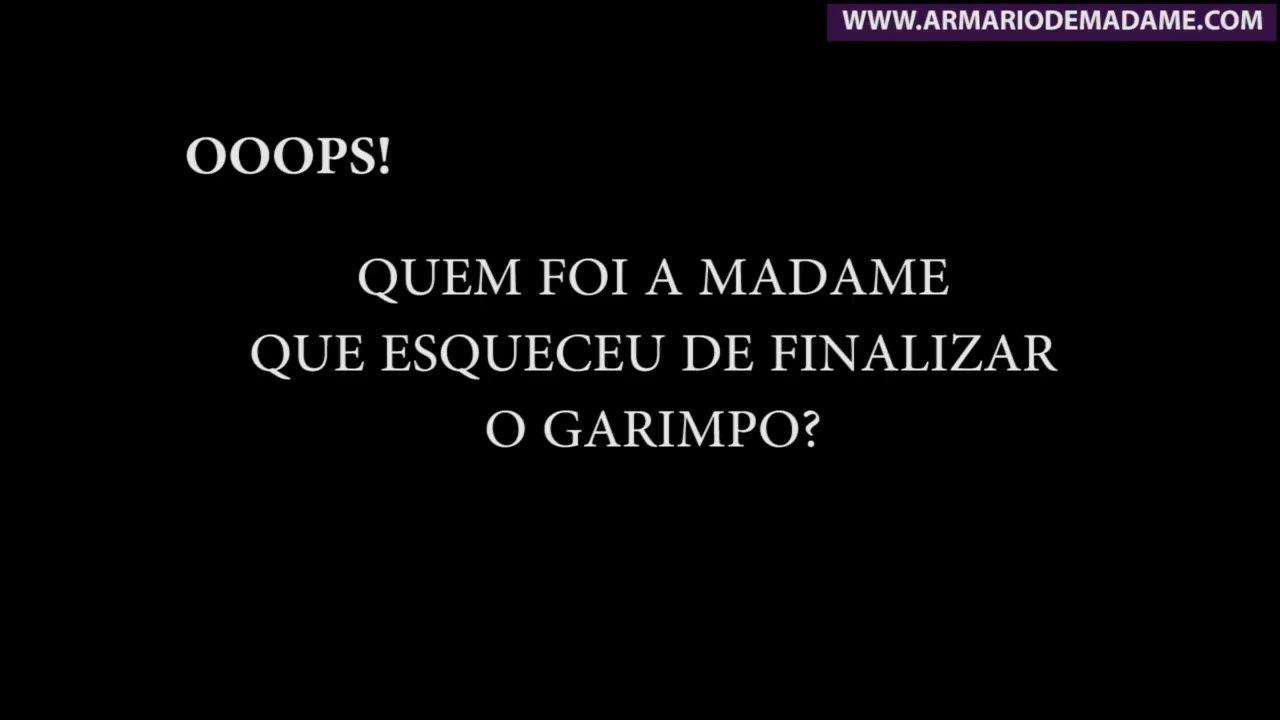 WWW.ARMARIODEMADAME.COM
OOOPS!
QUEM FOI A MADAME
QUE ESQUECEU DE FINALIZAR
O GARIMPO?